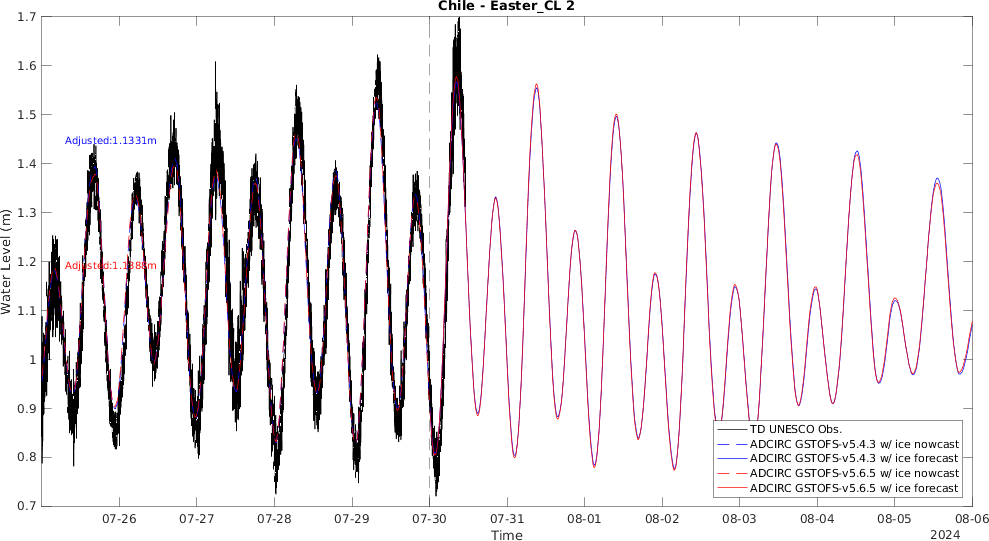 Chile - Easter_CL 2
1.7
1.6
1.5
1.4
1.3
1.2
1.1
1
0.9
0.8
0.7
Water Level (m)
Adjusted:1.1331m
Adjusted:1.1388m
TD UNESCO Obs.
ADCIRC GSTOFS-v5.4.3 w/ ice nowcast
ADCIRC GSTOFS-v5.4.3 w/ ice forecast
ADCIRC GSTOFS-v5.6.5 w/ ice nowcast
ADCIRC GSTOFS-v5.6.5 w/ ice forecast
07-26 07-27 07-28 07-29 07-30 07-31 08-01 08-02 08-03 08-04 08-05 08-06
Time
2024